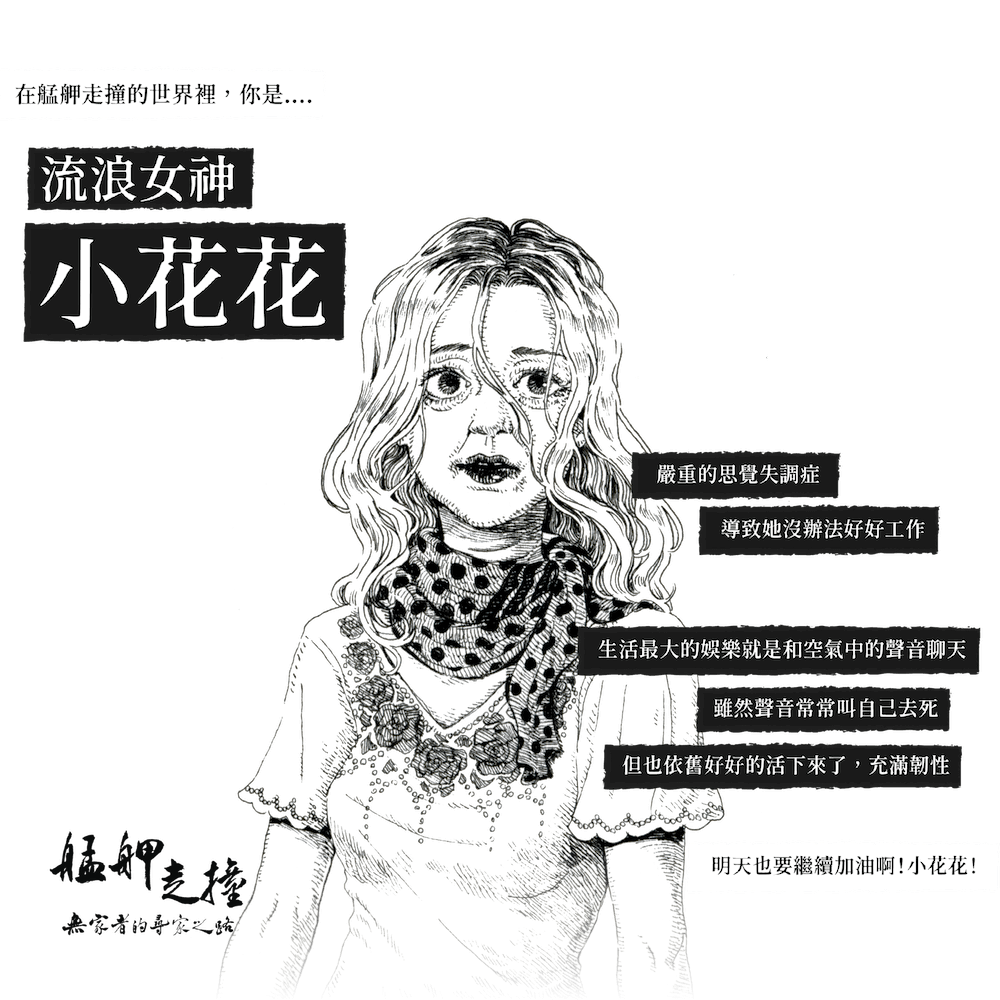 在艋舺走撞的世界裡，你是....
流浪女神
小花花
嚴重的思覺失調症
導致她沒辦法好好工作
生活最大的娛樂就是和空氣中的聲音聊天
雖然聲音常常叫自己去死
但也依舊好好的活下來了，充滿韌性
明天也要繼續加油啊!小花花!
艋舺走撞
無家者的尋家之路